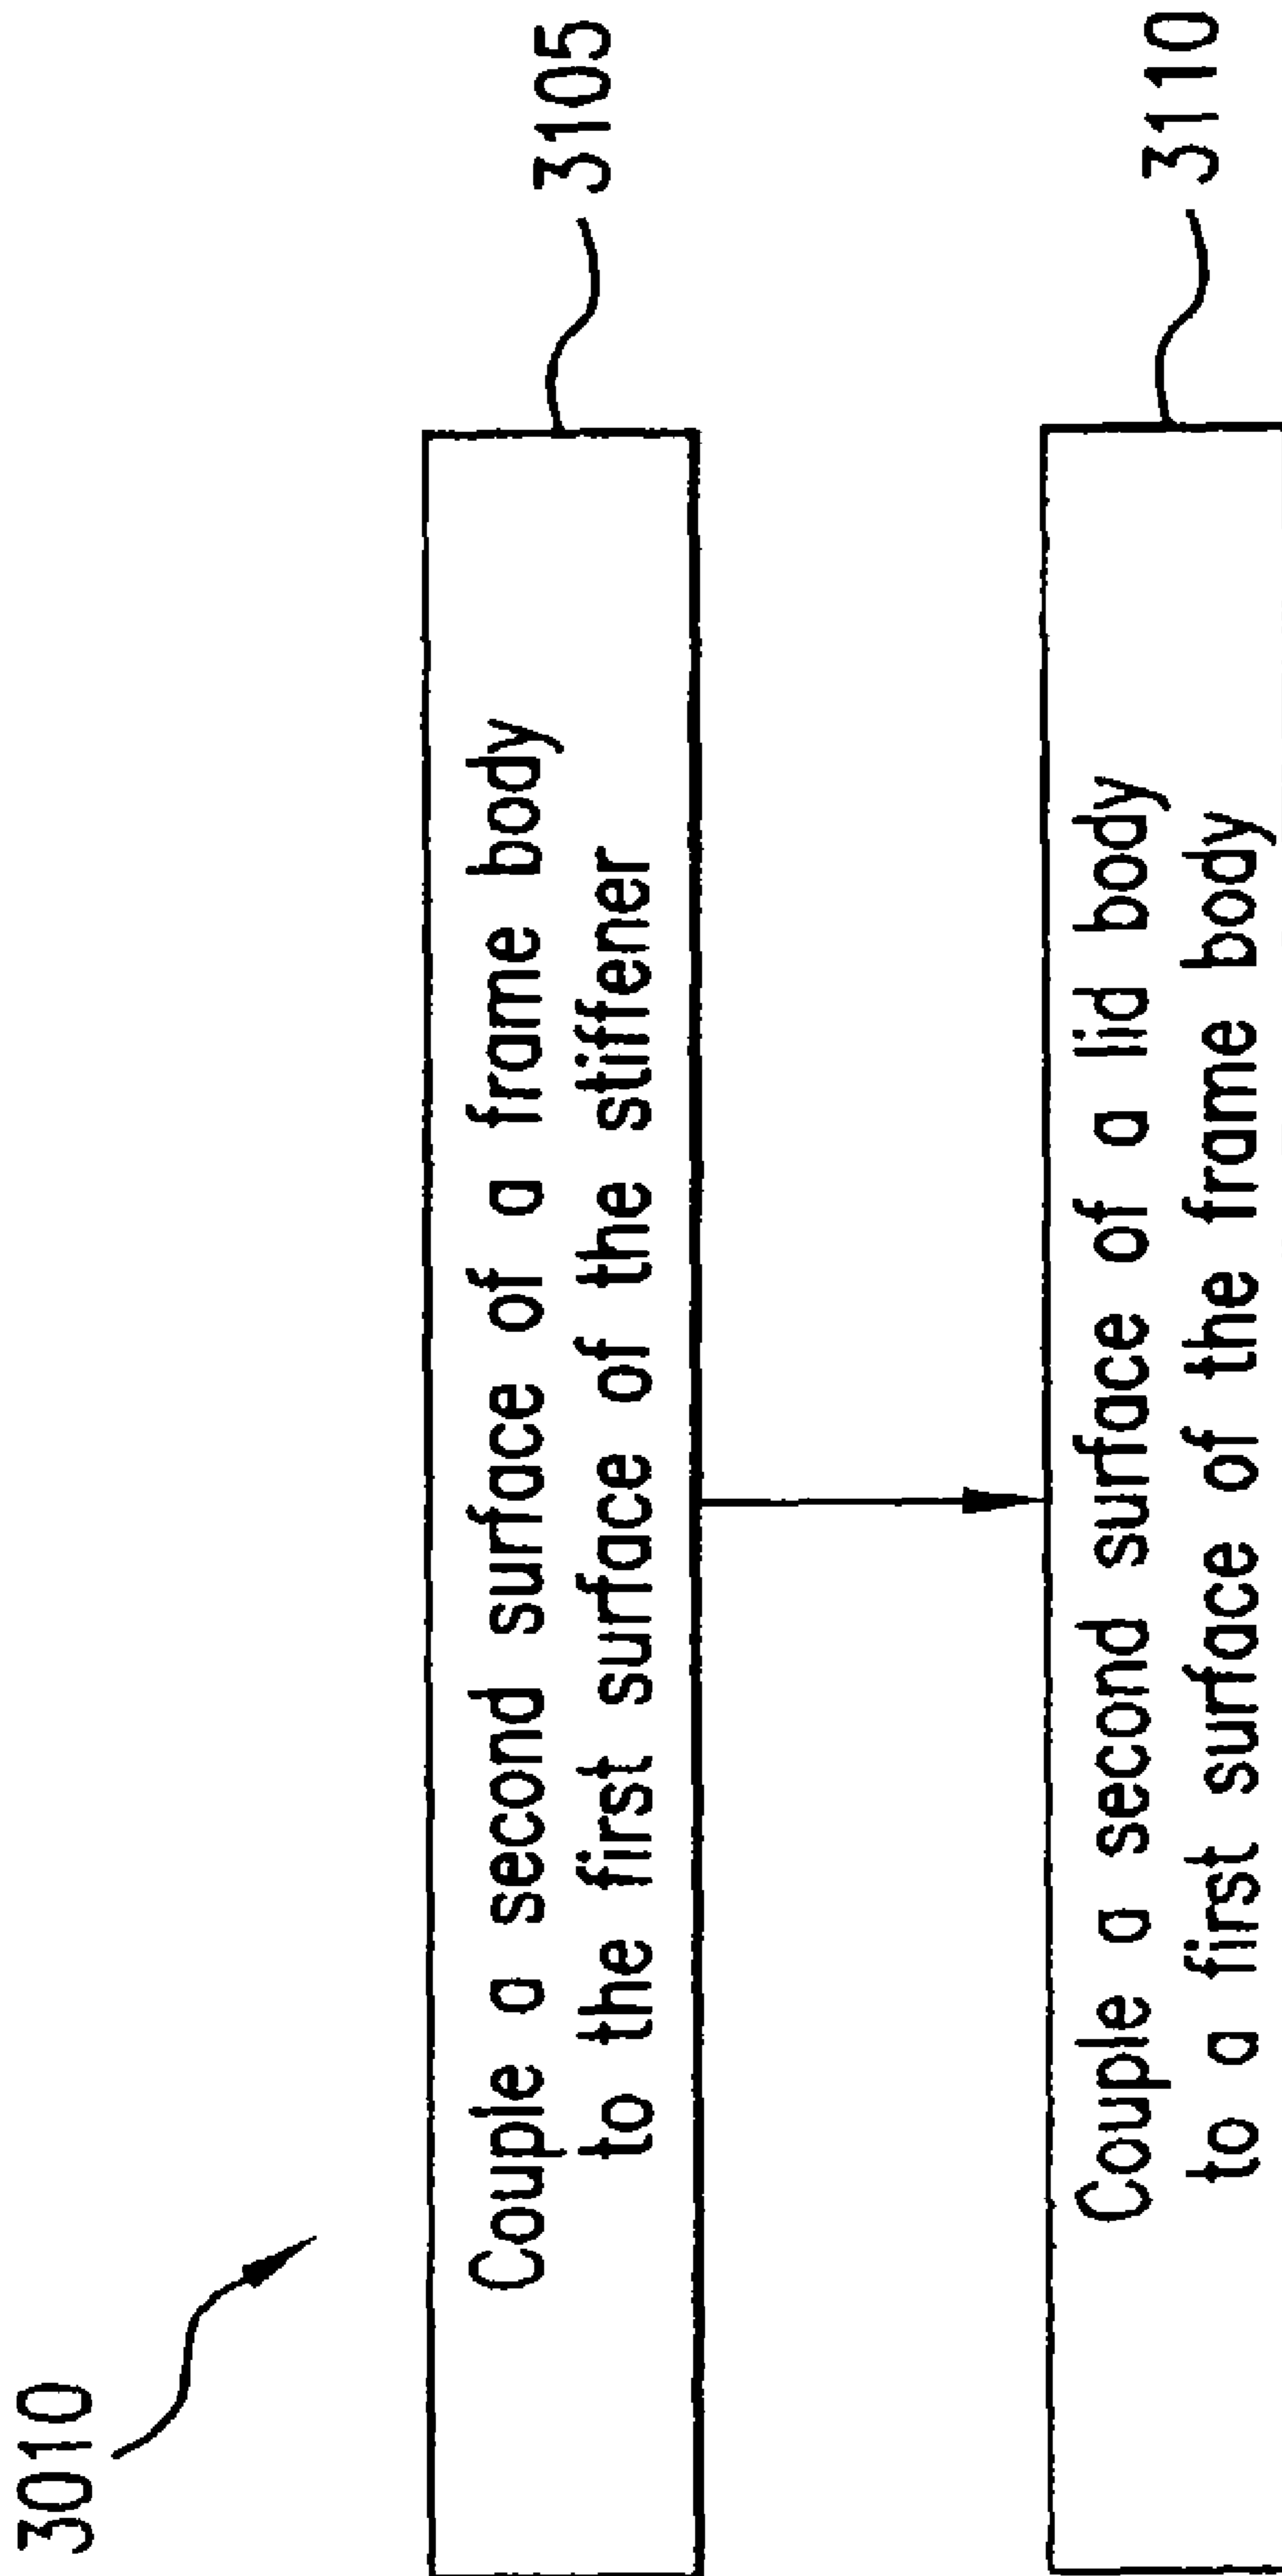 3010
Couple a second surface of a frame body
to the first surface of the stiffener
3105
Couple a second surface of a lid body
to a first surface of the frame body
3110